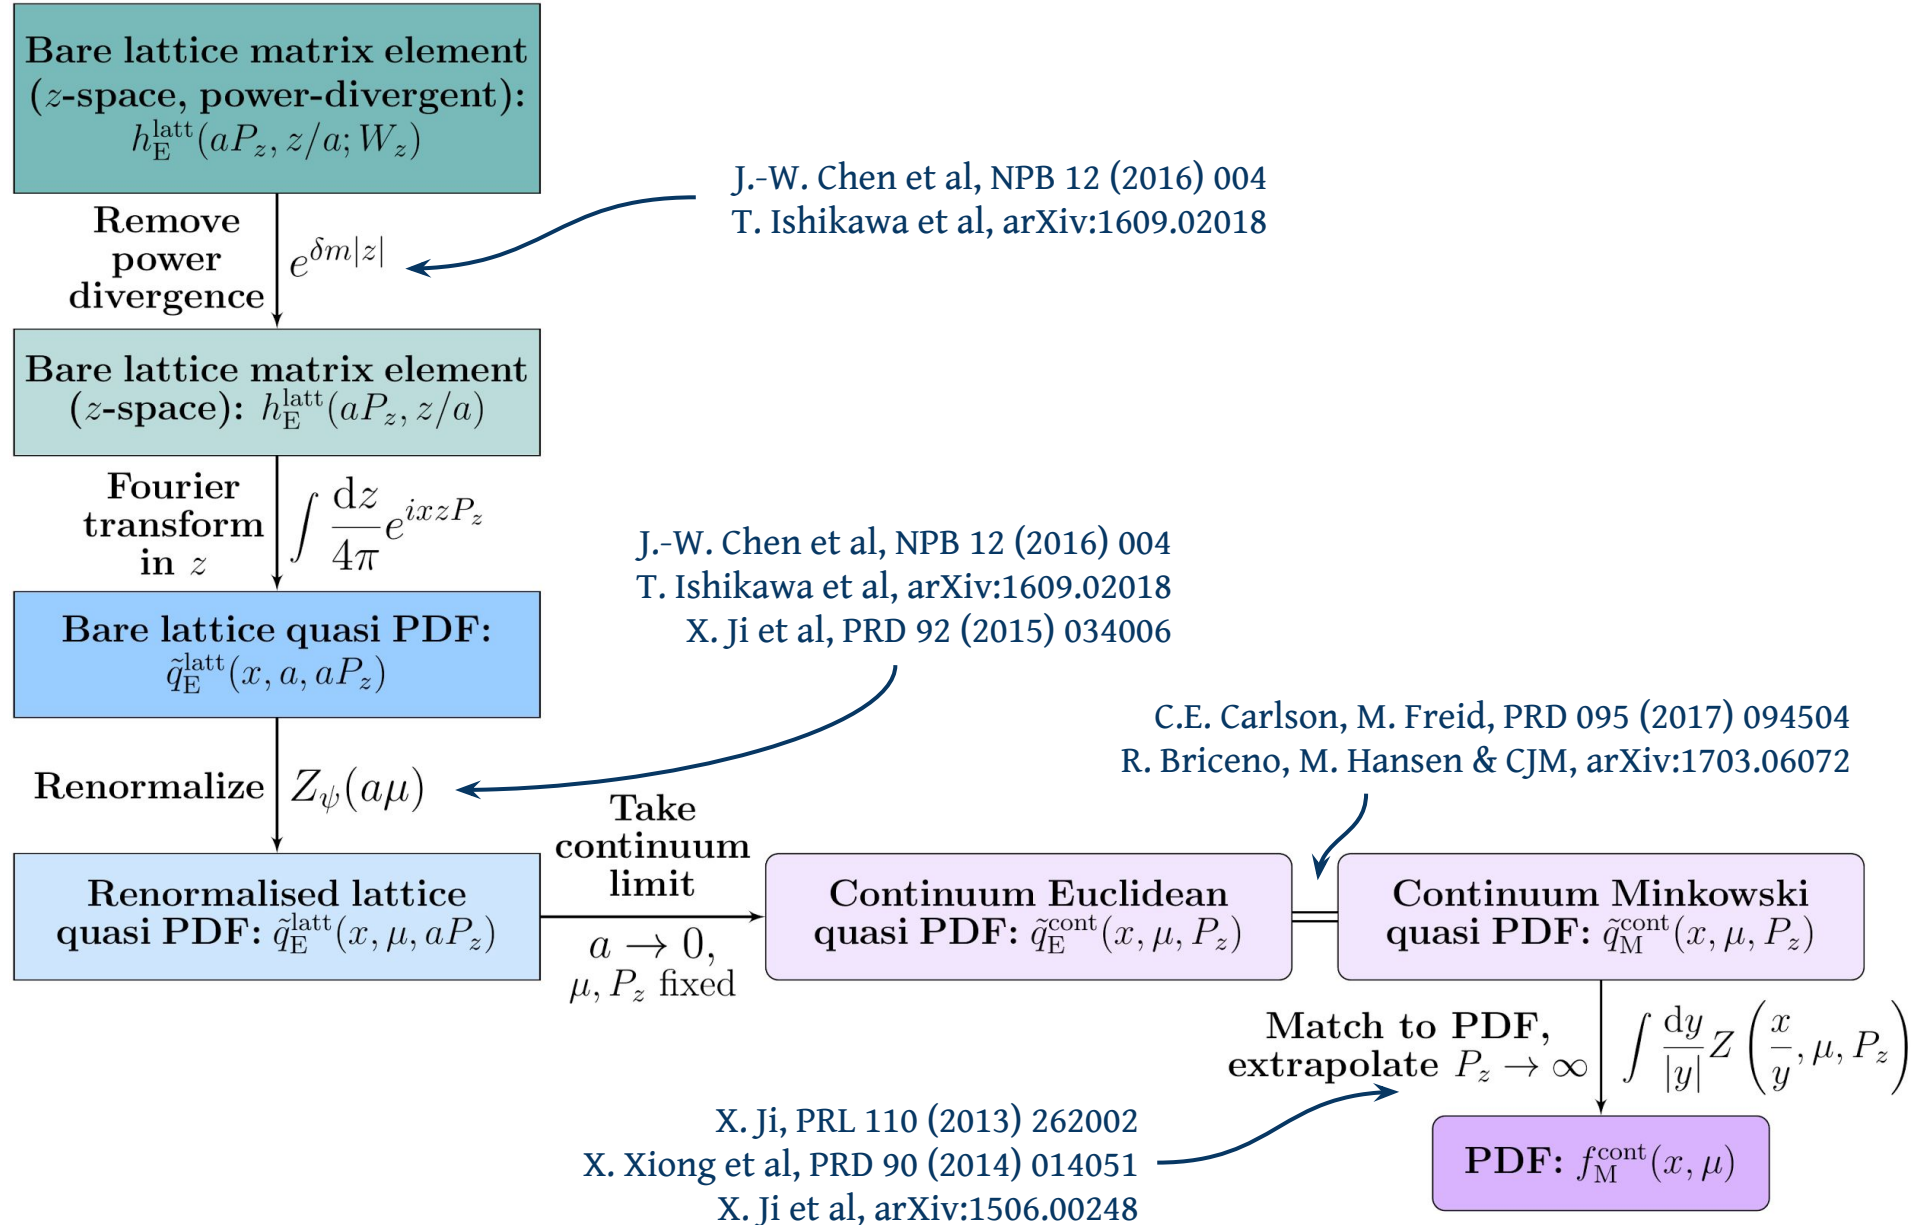 Bare lattice matrix element
(z-space, power-divergent):
h_E^latt(aP_z, z/a; W_z)
Remove
power
divergence
e^{δm|z|}
J.-W. Chen et al, NPB 12 (2016) 004
T. Ishikawa et al, arXiv:1609.02018
Bare lattice matrix element
(z-space): h_E^latt(aP_z, z/a)
Fourier
transform
in z
∫ dz/4π e^{ixzP_z}
J.-W. Chen et al, NPB 12 (2016) 004
T. Ishikawa et al, arXiv:1609.02018
X. Ji et al, PRD 92 (2015) 034006
Bare lattice quasi PDF:
q̃_E^latt(x, a, aP_z)
Renormalize
Z_ψ(aμ)
C.E. Carlson, M. Freid, PRD 095 (2017) 094504
R. Briceno, M. Hansen & CJM, arXiv:1703.06072
Renormalised lattice
quasi PDF: q̃_E^latt(x, μ, aP_z)
Take
continuum
limit
a → 0,
μ, P_z fixed
Continuum Euclidean
quasi PDF: q̃_E^cont(x, μ, P_z)
Continuum Minkowski
quasi PDF: q̃_M^cont(x, μ, P_z)
Match to PDF,
extrapolate P_z → ∞
∫ dy/|y| Z(x/y, μ, P_z)
X. Ji, PRL 110 (2013) 262002
X. Xiong et al, PRD 90 (2014) 014051
X. Ji et al, arXiv:1506.00248
PDF: f_M^cont(x, μ)